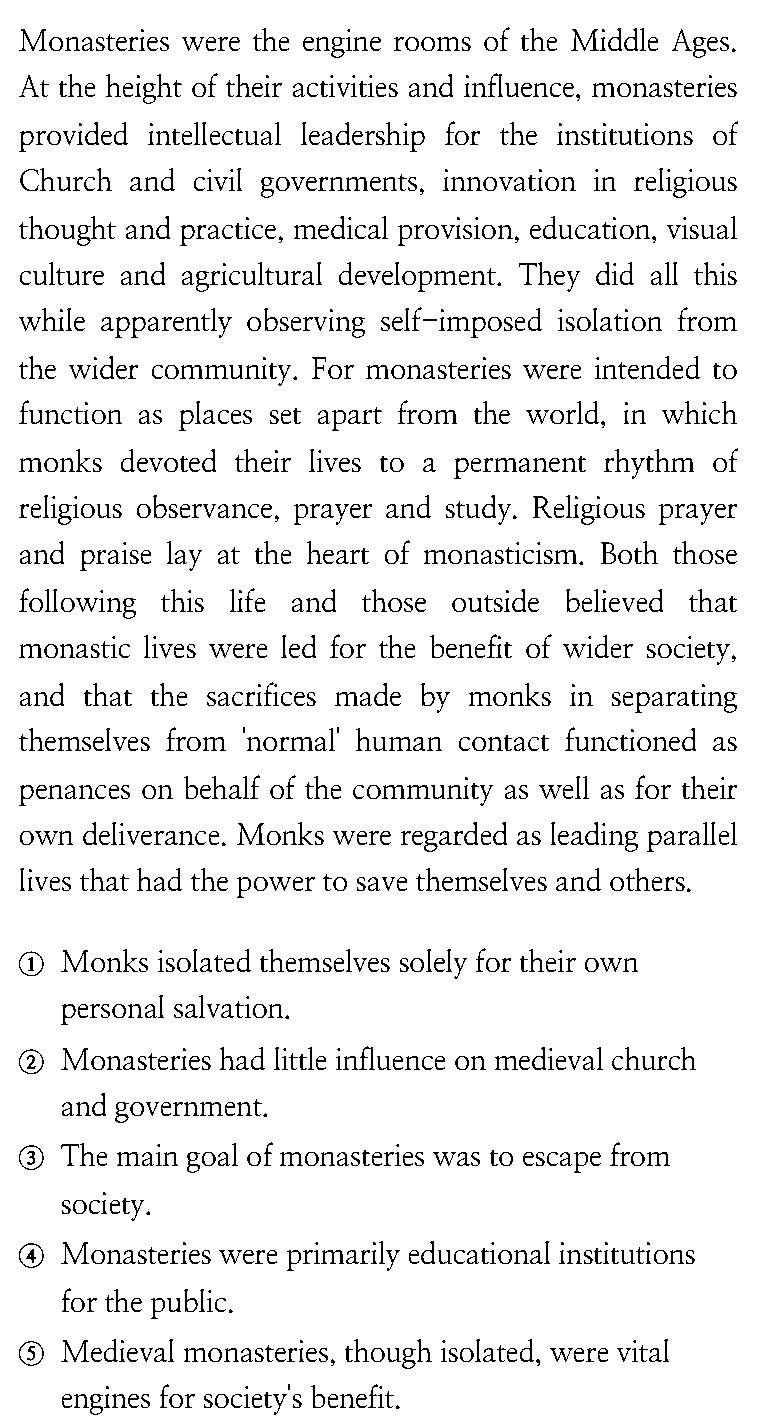 Monasteries were the engine rooms of the Middle Ages.
At the height of their activities and influence, monasteries
provided intellectual leadership for the institutions of
Church and civil governments, innovation in religious
thought and practice, medical provision, education, visual
culture and agricultural development. They did all this
while apparently observing self-imposed isolation from
the wider community. For monasteries were intended to
function as places set apart from the world, in which
monks devoted their lives to a permanent rhythm of
religious observance, prayer and study. Religious prayer
and praise lay at the heart of monasticism. Both those
following this life and those outside believed that
monastic lives were led for the benefit of wider society,
and that the sacrifices made by monks in separating
themselves from 'normal' human contact functioned as
penances on behalf of the community as well as for their
own deliverance. Monks were regarded as leading parallel
lives that had the power to save themselves and others.
① Monks isolated themselves solely for their own
personal salvation.
② Monasteries had little influence on medieval church
and government.
③ The main goal of monasteries was to escape from
society.
④ Monasteries were primarily educational institutions
for the public.
⑤ Medieval monasteries, though isolated, were vital
engines for society's benefit.